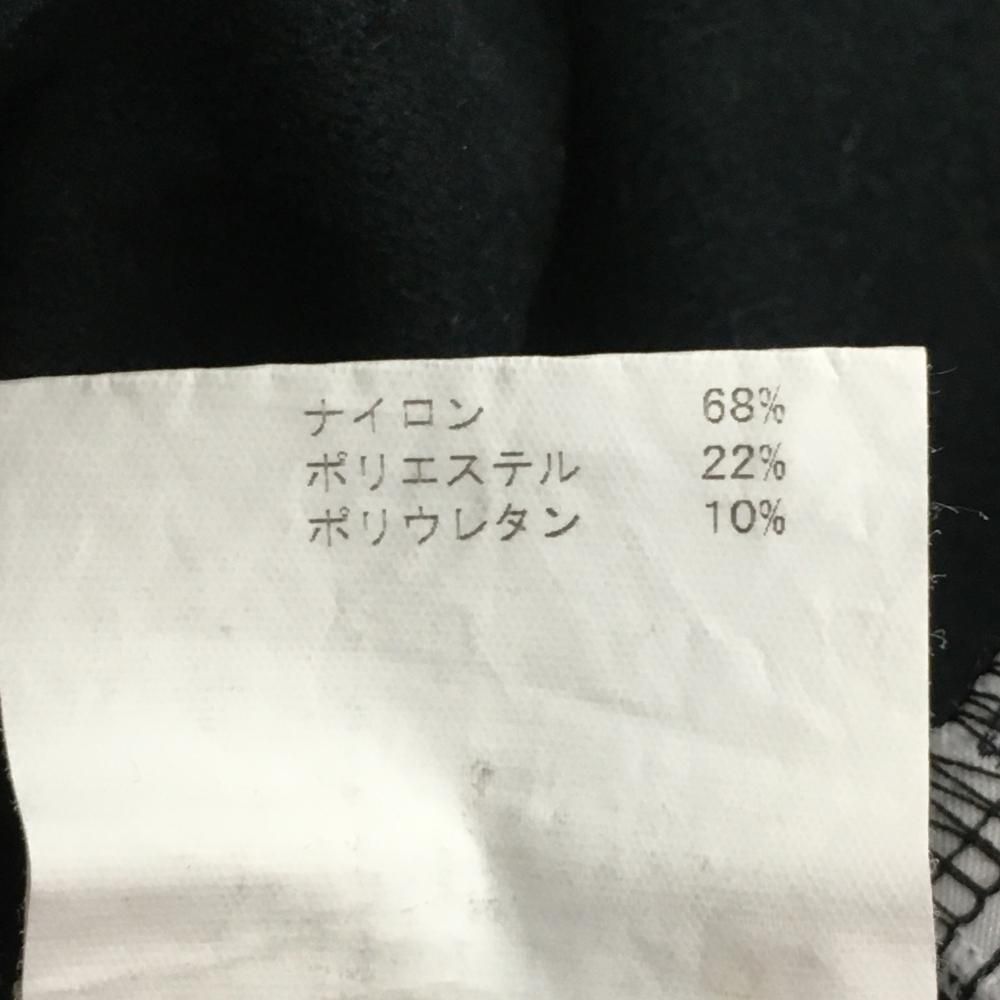 ナイロン 68%
ポリエステル 22%
ポリウレタン 10%